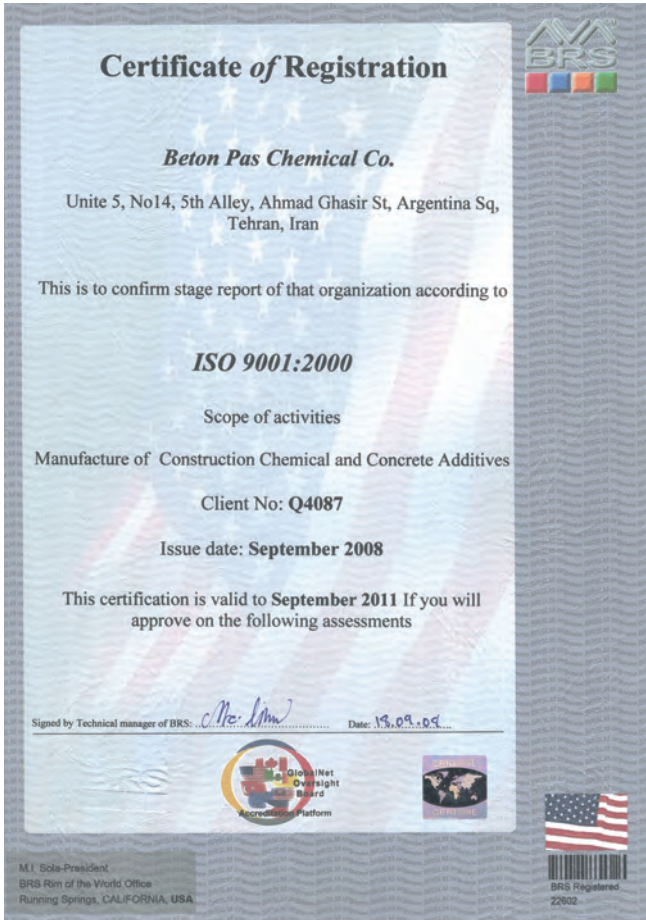 AVA
BRS
Certificate of Registration
Beton Pas Chemical Co.
Unite 5, No14, 5th Alley, Ahmad Ghasir St, Argentina Sq,
Tehran, Iran
This is to confirm stage report of that organization according to
ISO 9001:2000
Scope of activities
Manufacture of Construction Chemical and Concrete Additives
Client No: Q4087
Issue date: September 2008
This certification is valid to September 2011 If you will
approve on the following assessments
Signed by Technical manager of BRS:
Date: 18.09.08
GlobalNet
Oversight
Board
Accreditation Platform
GENUINE
GENUINE
M.I. Sola-President
BRS Rim of the World Office
Running Springs, CALIFORNIA, USA
BRS Registered
22602